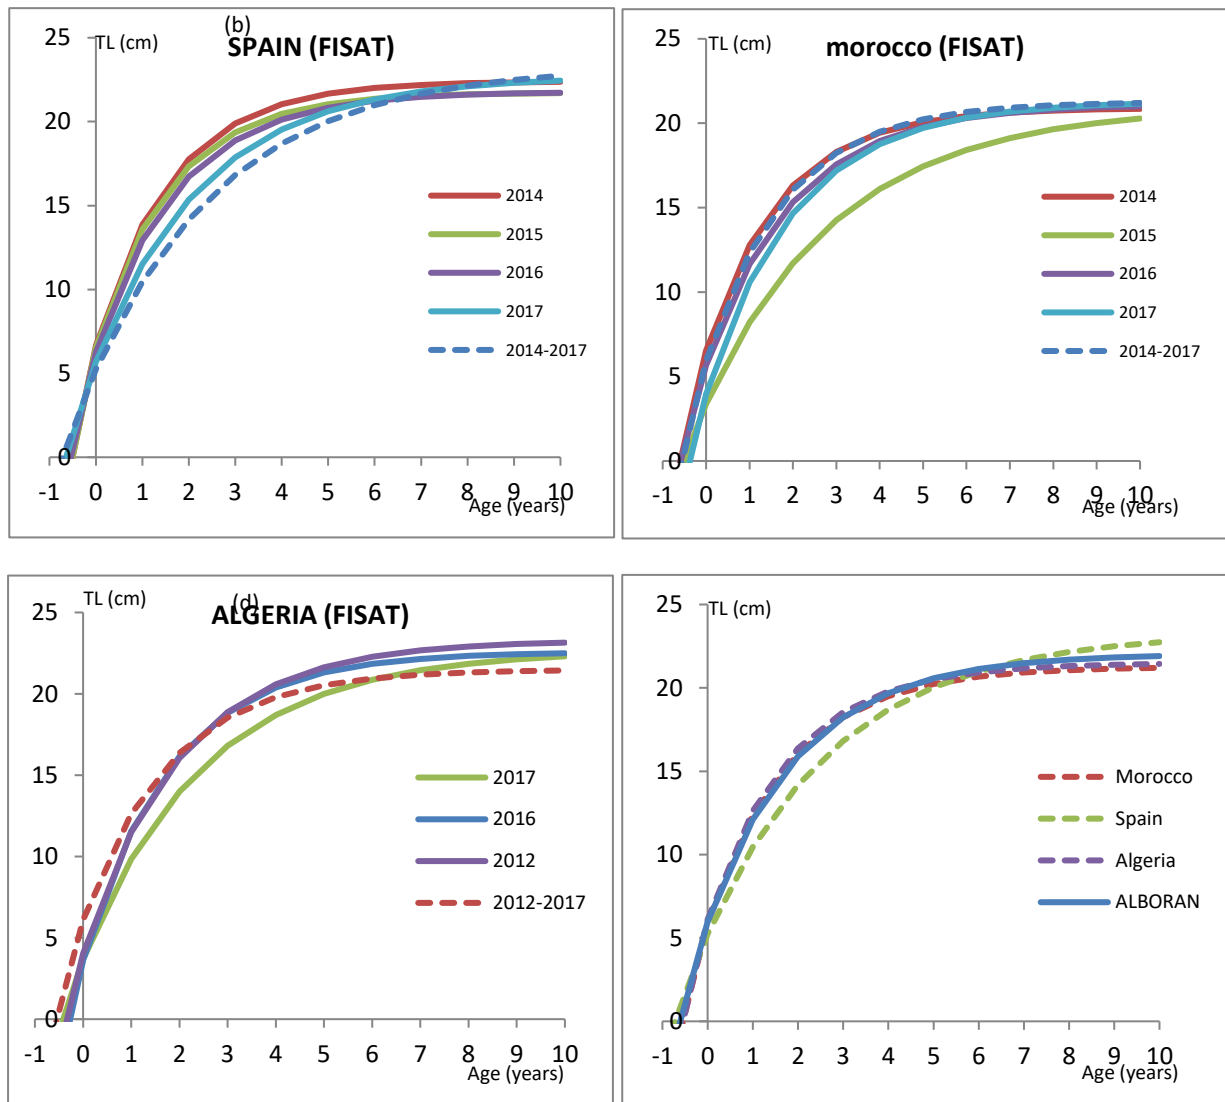 (b)
TL (cm)
SPAIN (FISAT)
25
20
15
10
5
0
2014
2015
2016
2017
2014-2017
-1 0 1 2 3 4 5 6 7 8 9 10
Age (years)
TL (cm)
morocco (FISAT)
25
20
15
10
5
0
2014
2015
2016
2017
2014-2017
-1 0 1 2 3 4 5 6 7 8 9 10
Age (years)
TL (cm)
(d)
ALGERIA (FISAT)
25
20
15
10
5
0
2017
2016
2012
2012-2017
-1 0 1 2 3 4 5 6 7 8 9 10
Age (years)
TL (cm)
25
20
15
10
5
0
Morocco
Spain
Algeria
ALBORAN
-1 0 1 2 3 4 5 6 7 8 9 10
Age (years)